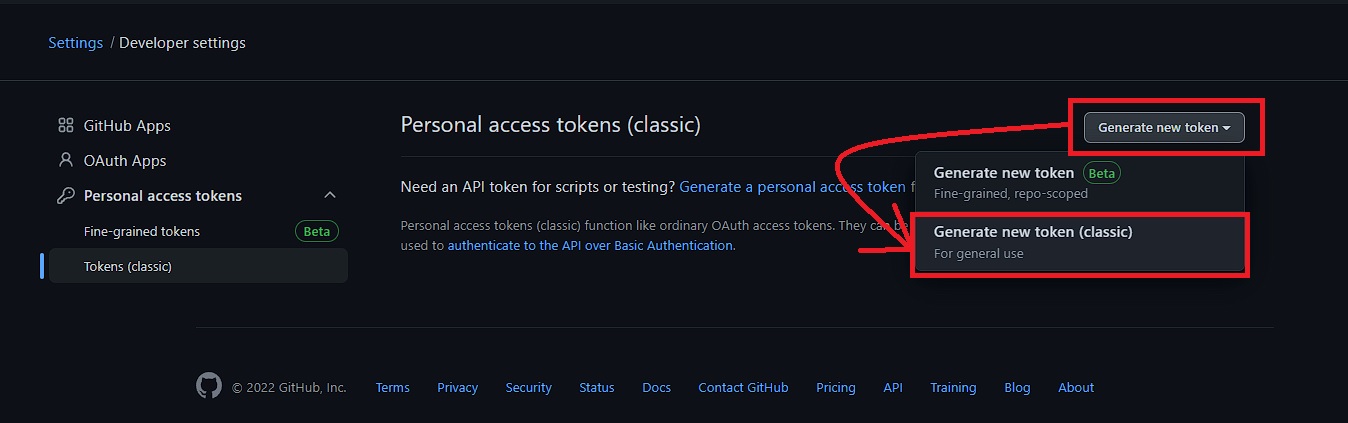 Settings / Developer settings
GitHub Apps
OAuth Apps
Personal access tokens
Fine-grained tokens Beta
Tokens (classic)
Personal access tokens (classic)
Generate new token
Need an API token for scripts or testing? Generate a personal access token f
Personal access tokens (classic) function like ordinary OAuth access tokens. They can be
used to authenticate to the API over Basic Authentication.
Generate new token Beta
Fine-grained, repo-scoped
Generate new token (classic)
For general use
© 2022 GitHub, Inc. Terms Privacy Security Status Docs Contact GitHub Pricing API Training Blog About